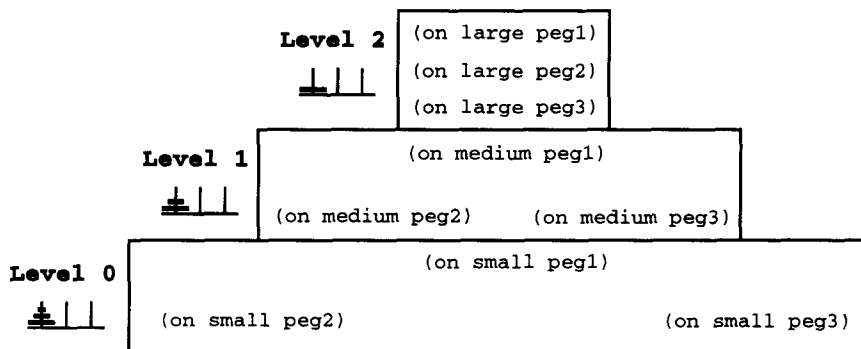 Level 2
(on large peg1)
(on large peg2)
(on large peg3)
Level 1
(on medium peg1)
(on medium peg2) (on medium peg3)
Level 0
(on small peg1)
(on small peg2) (on small peg3)